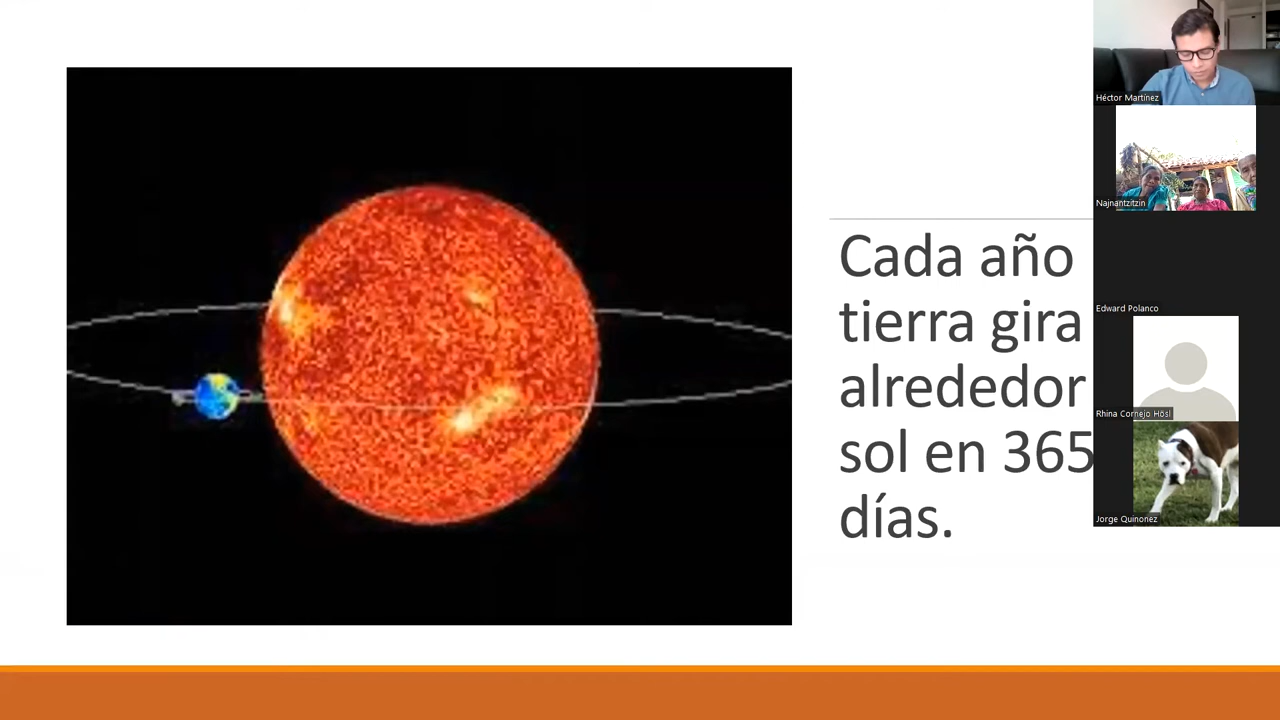 Cada año
tierra gira
alrededor
sol en 365
días.
Héctor Martínez
Najnantzitzin
Edward Polanco
Rhina Cornejo Hösl
Jorge Quinonez